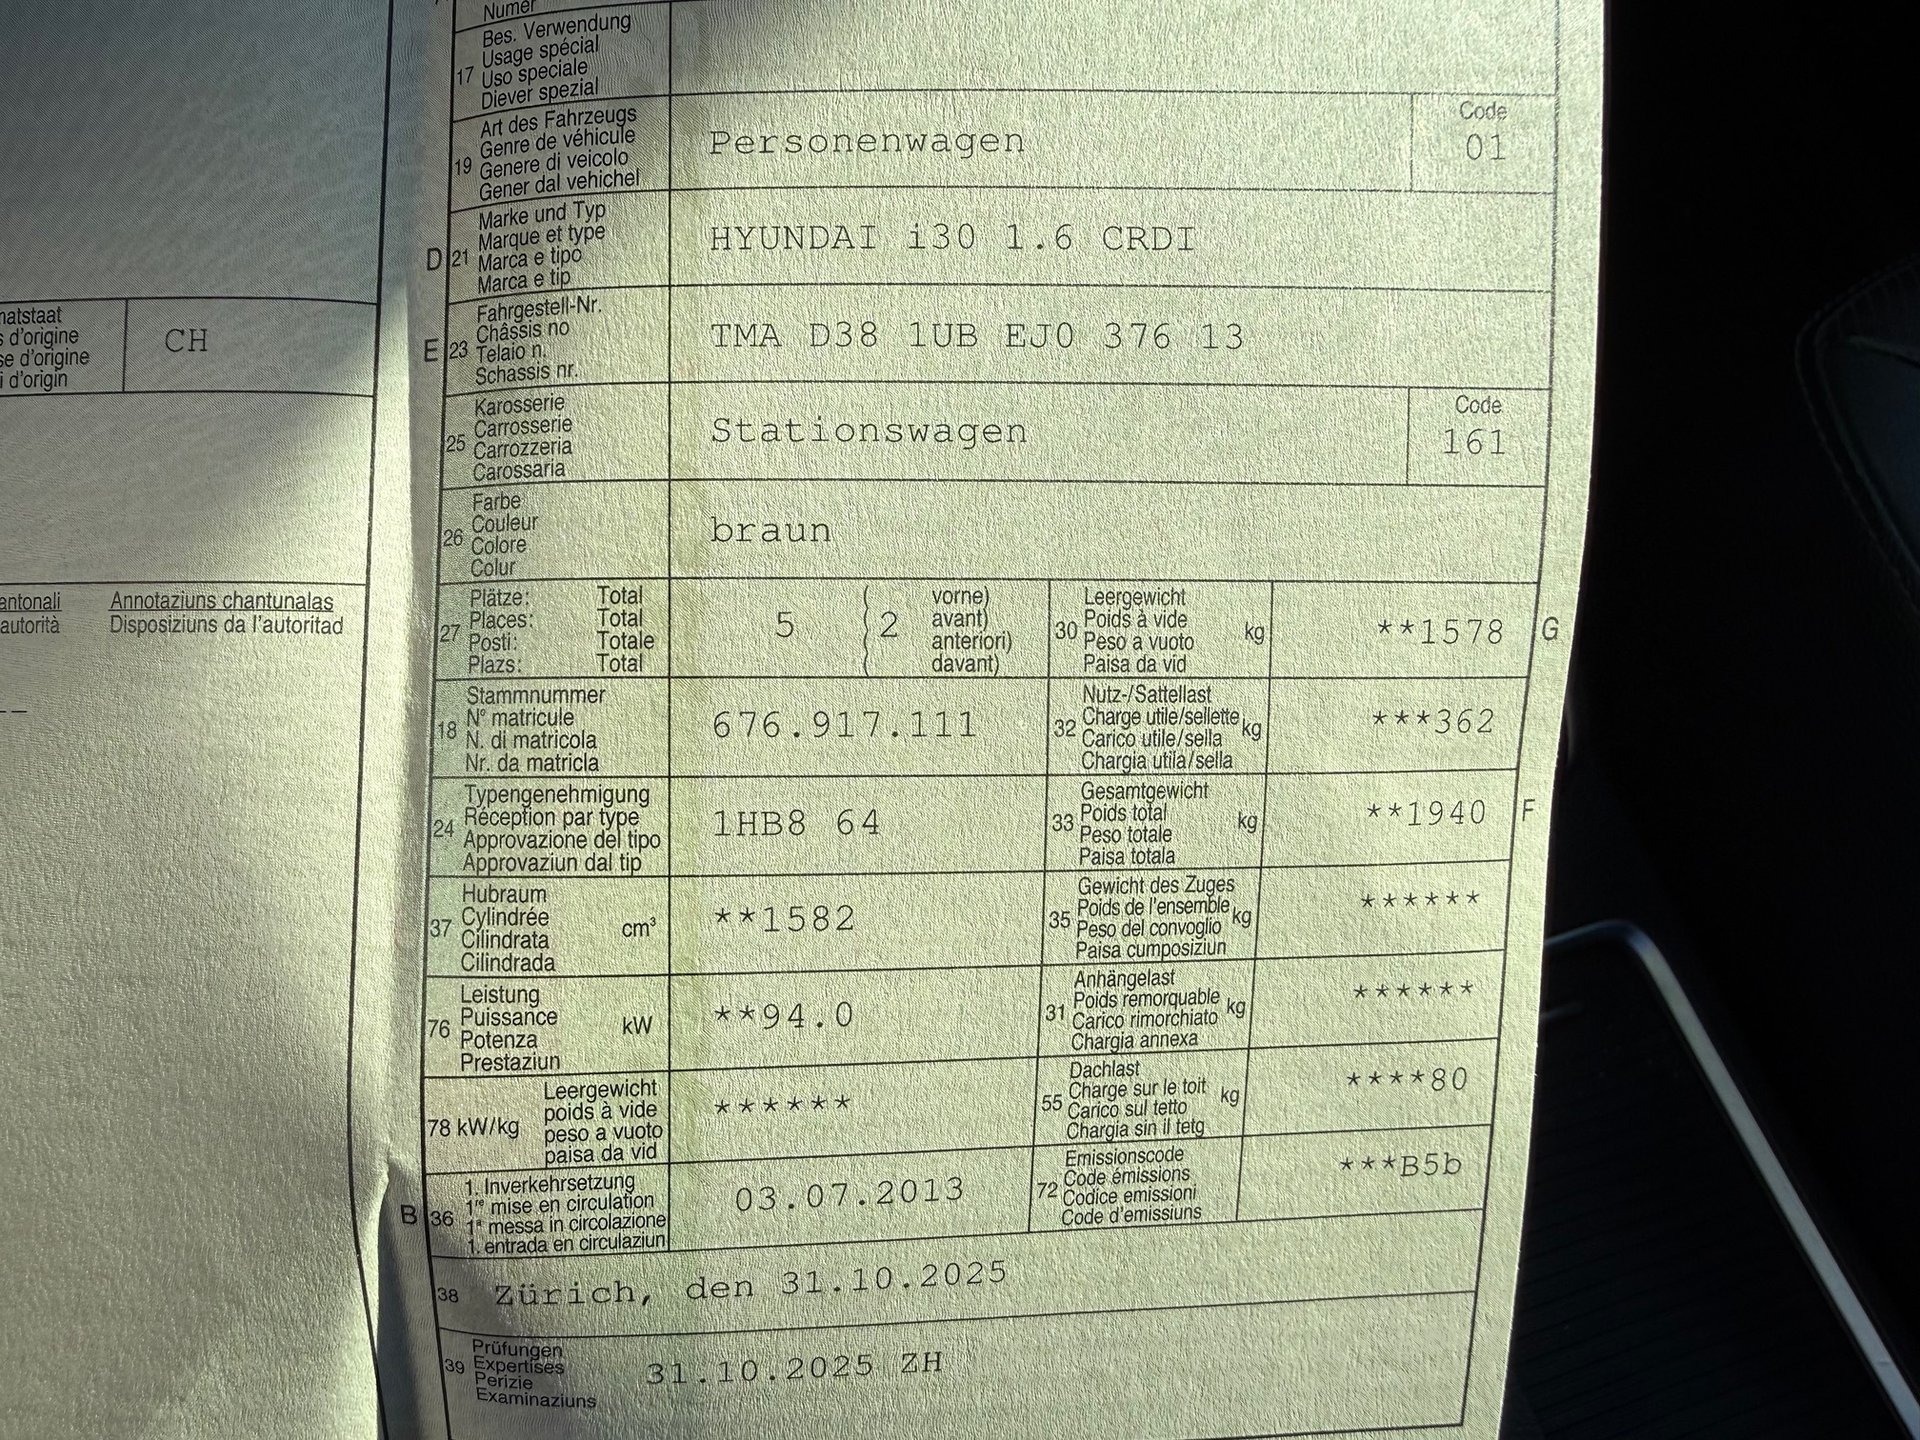 Numer
17
Bes. Verwendung
Usage spécial
Uso speciale
Diever spezial
19
Art des Fahrzeugs
Genre de véhicule
Genere di veicolo
Gener dal vehichel
Personenwagen
Code
01
D
21
Marke und Typ
Marque et type
Marca e tipo
Marca e tip
HYUNDAI i30 1.6 CRDI
E
23
Fahrgestell-Nr.
Châssis no
Telaio n.
Schassis nr.
TMA D38 1UB EJ0 376 13
25
Karosserie
Carrosserie
Carrozzeria
Carossaria
Stationswagen
Code
161
26
Farbe
Couleur
Colore
Colur
braun
27
Plätze: Total
Places: Total
Posti: Totale
Plazs: Total
5
( vorne)
(2 avant)
( anteriori)
( davant)
30
Leergewicht
Poids à vide
Peso a vuoto
Paisa da vid
kg
**1578
G
18
Stammnummer
N° matricule
N. di matricola
Nr. da matricla
676.917.111
32
Nutz-/Sattellast
Charge utile/sellette
Carico utile/sella
Chargia utila/sella
kg
***362
24
Typengenehmigung
Réception par type
Approvazione del tipo
Approvaziun dal tip
1HB8 64
33
Gesamtgewicht
Poids total
Peso totale
Paisa totala
kg
**1940
F
37
Hubraum
Cylindrée
Cilindrata
Cilindrada
cm³
**1582
35
Gewicht des Zuges
Poids de l'ensemble
Peso del convoglio
Paisa cumposiziun
kg
******
76
Leistung
Puissance
Potenza
Prestaziun
kW
**94.0
31
Anhängelast
Poids remorquable
Carico rimorchiato
Chargia annexa
kg
******
78 kW/kg
Leergewicht
poids à vide
peso a vuoto
paisa da vid
******
55
Dachlast
Charge sur le toit
Carico sul tetto
Chargia sin il tetg
kg
****80
B
36
1. Inverkehrsetzung
1re mise en circulation
1a messa in circolazione
1. entrada en circulaziun
03.07.2013
72
Emissionscode
Code émissions
Codice emissioni
Code d'emissiuns
***B5b
38
Zürich, den 31.10.2025
39
Prüfungen
Expertises
Perizie
Examinaziuns
31.10.2025 ZH
d'origine
d'origine
d'origin
CH
Annotaziuns chantunalas
autorità Disposiziuns da l'autoritad